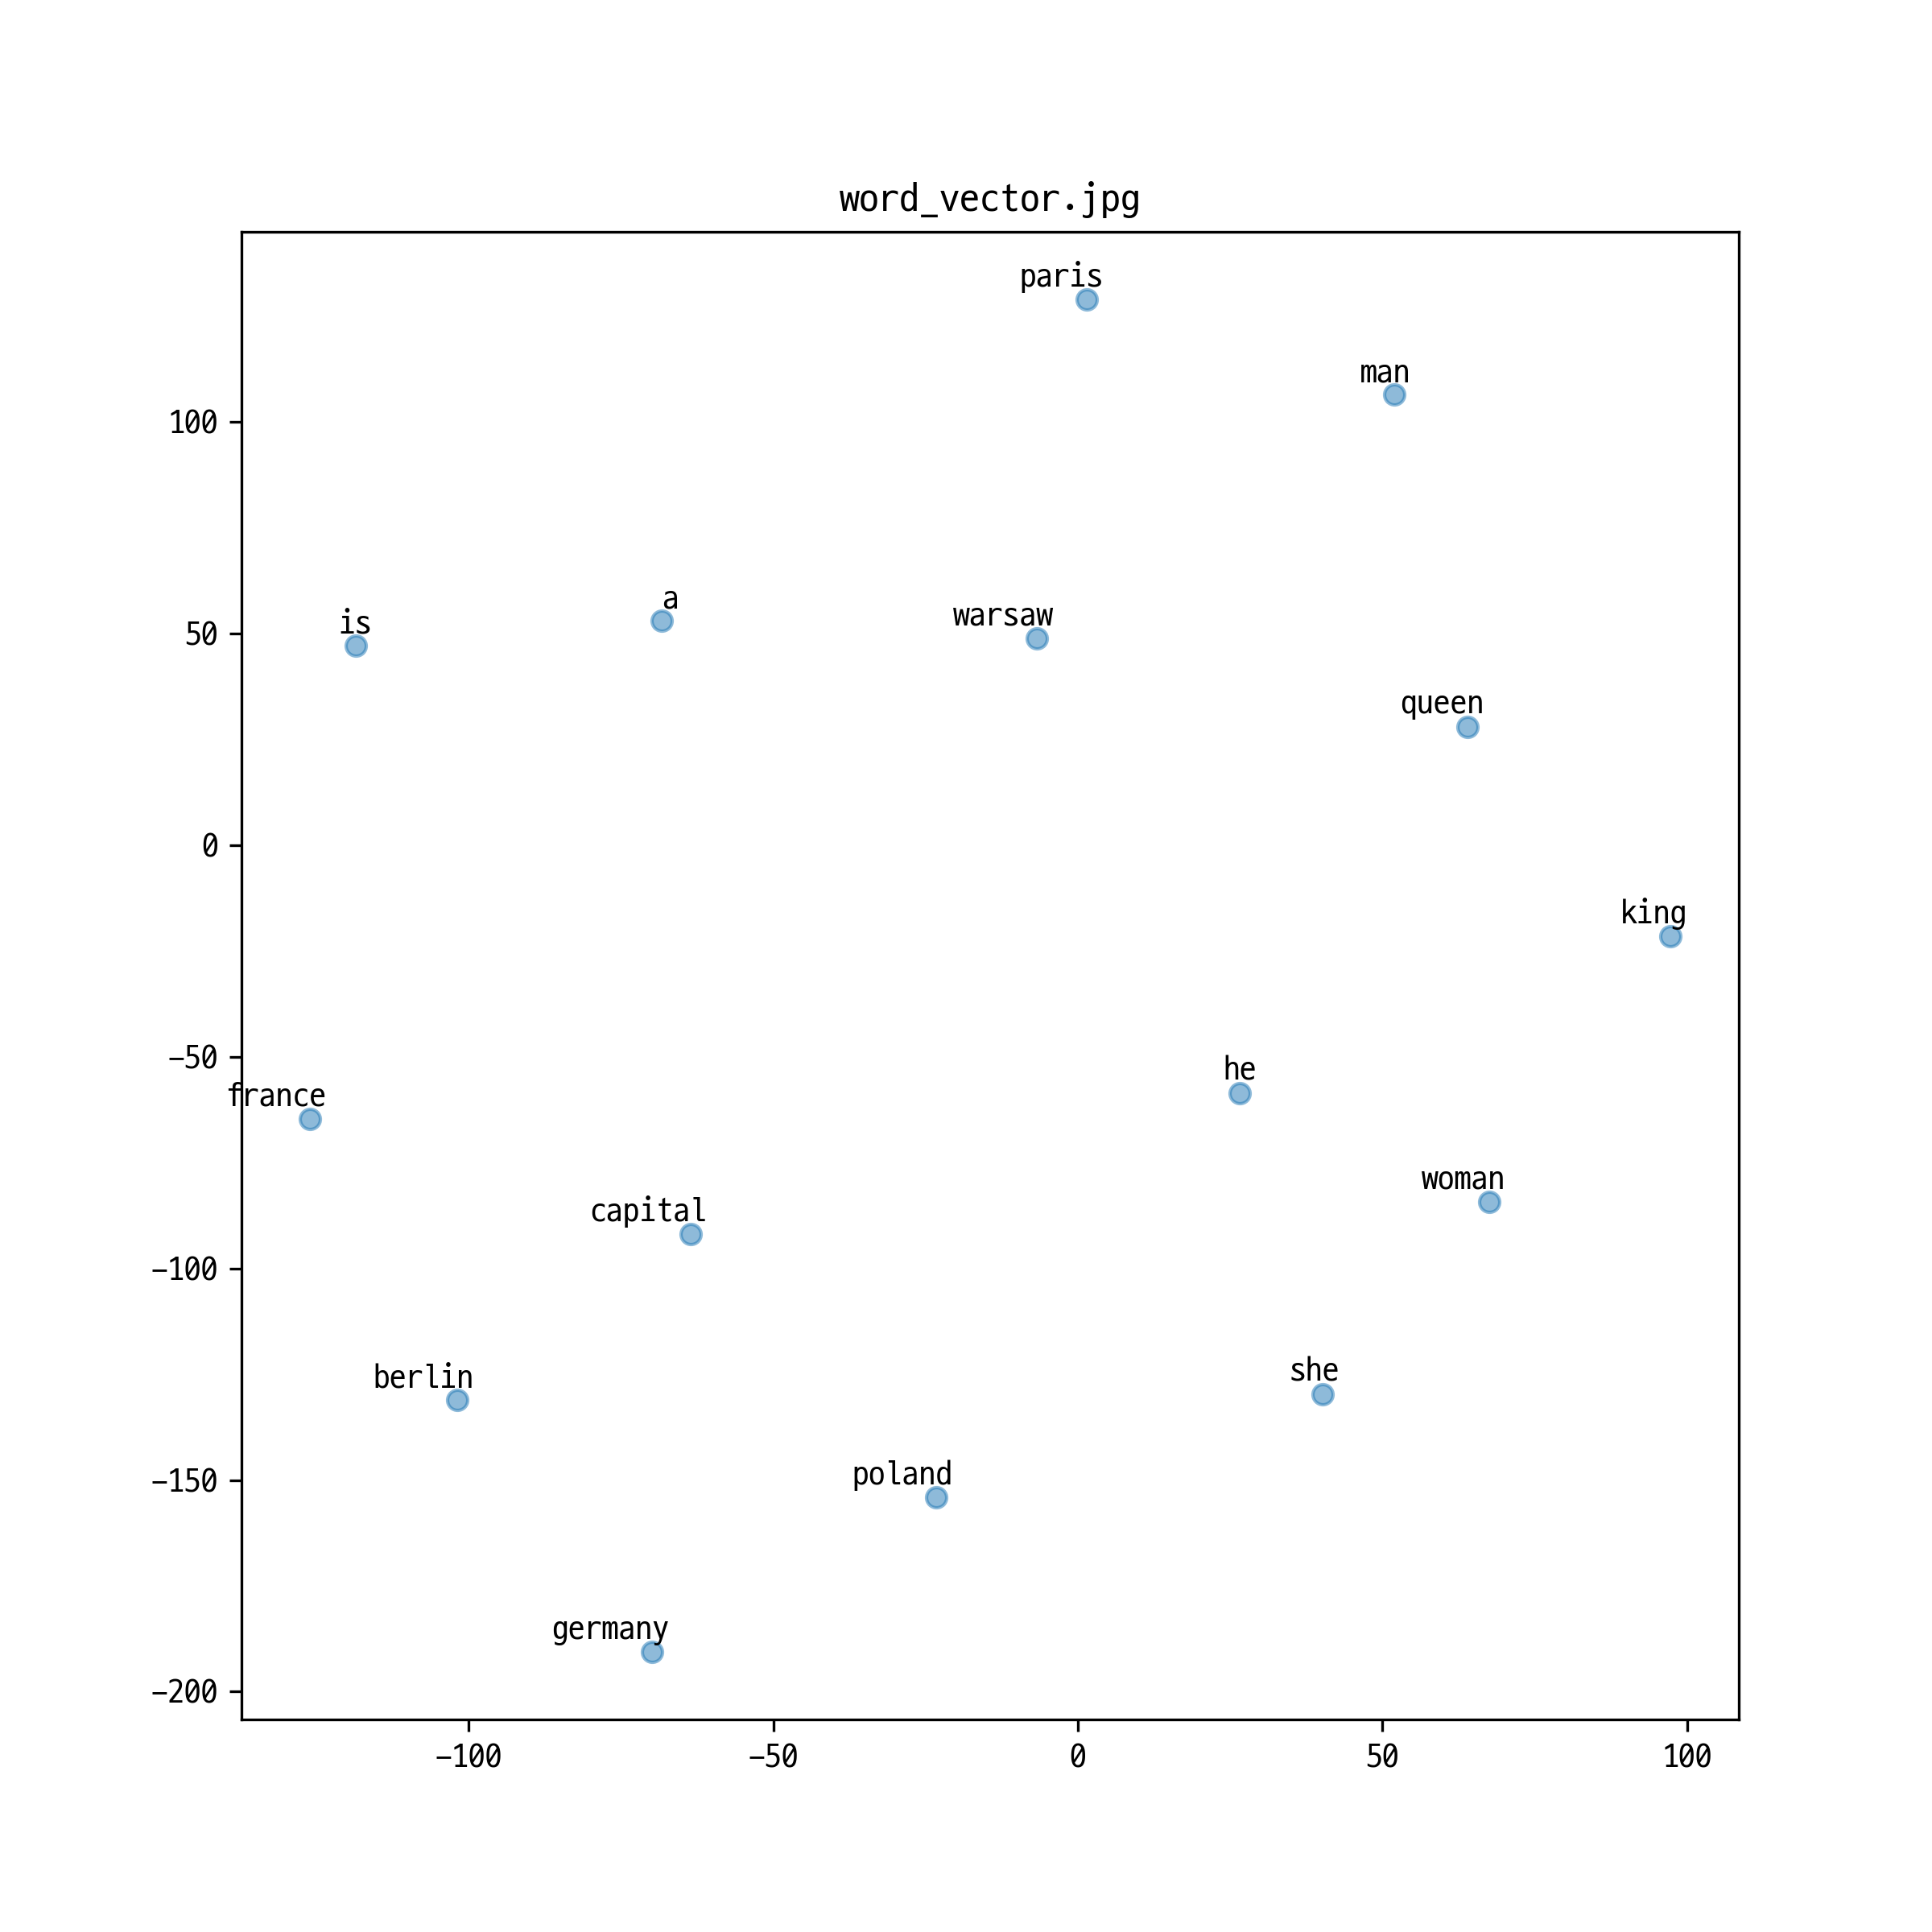 word_vector.jpg
paris
man
100
a
warsaw
is
50
queen
0
king
−50
he
france
woman
capital
−100
she
berlin
poland
−150
germany
−200
−100 −50 0 50 100